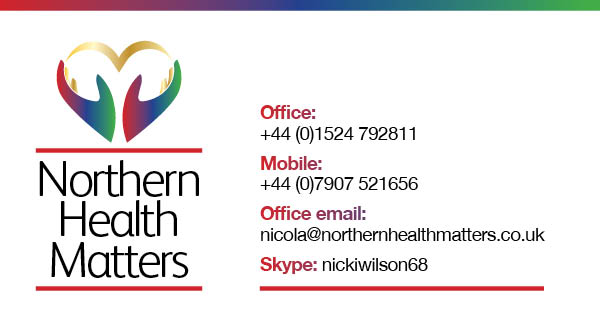 Northern
Health
Matters
Office:
+44 (0)1524 792811
Mobile:
+44 (0)7907 521656
Office email:
nicola@northernhealthmatters.co.uk
Skype: nickiwilson68